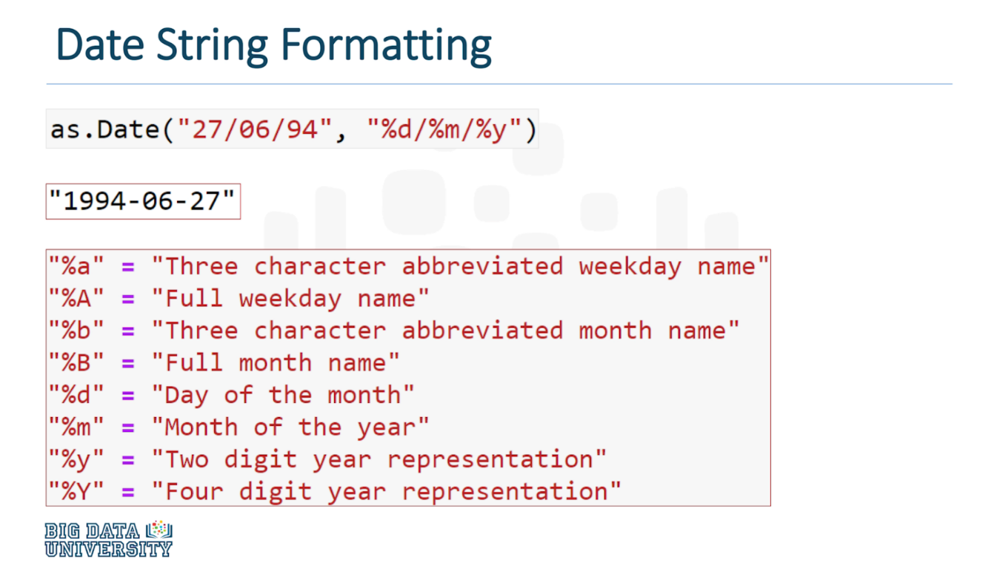 Date String Formatting
as.Date("27/06/94", "%d/%m/%y")
"1994-06-27"
"%a" = "Three character abbreviated weekday name"
"%A" = "Full weekday name"
"%b" = "Three character abbreviated month name"
"%B" = "Full month name"
"%d" = "Day of the month"
"%m" = "Month of the year"
"%y" = "Two digit year representation"
"%Y" = "Four digit year representation"
BIG DATA
UNIVERSITY